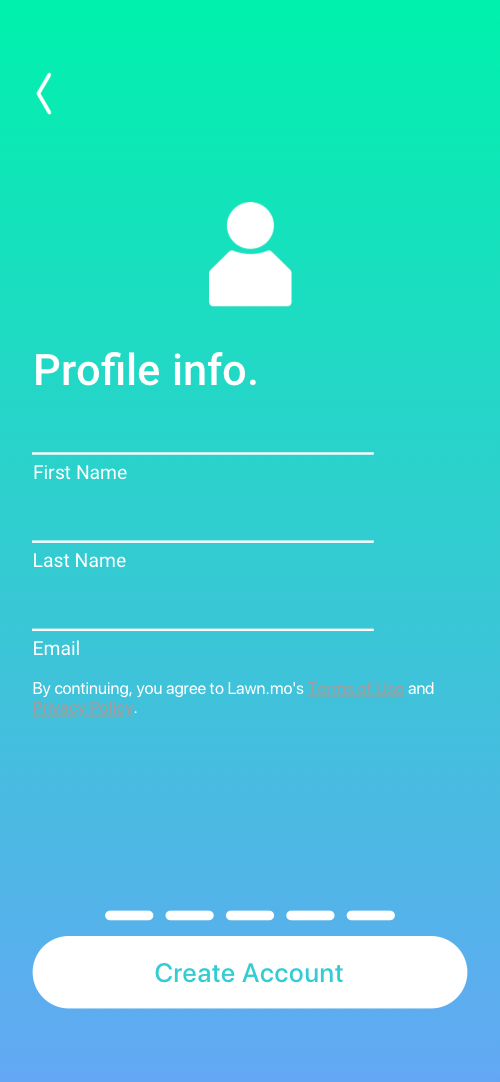 Profile info.
First Name
Last Name
Email
By continuing, you agree to Lawn.mo's Terms of Use and
Privacy Policy.
Create Account